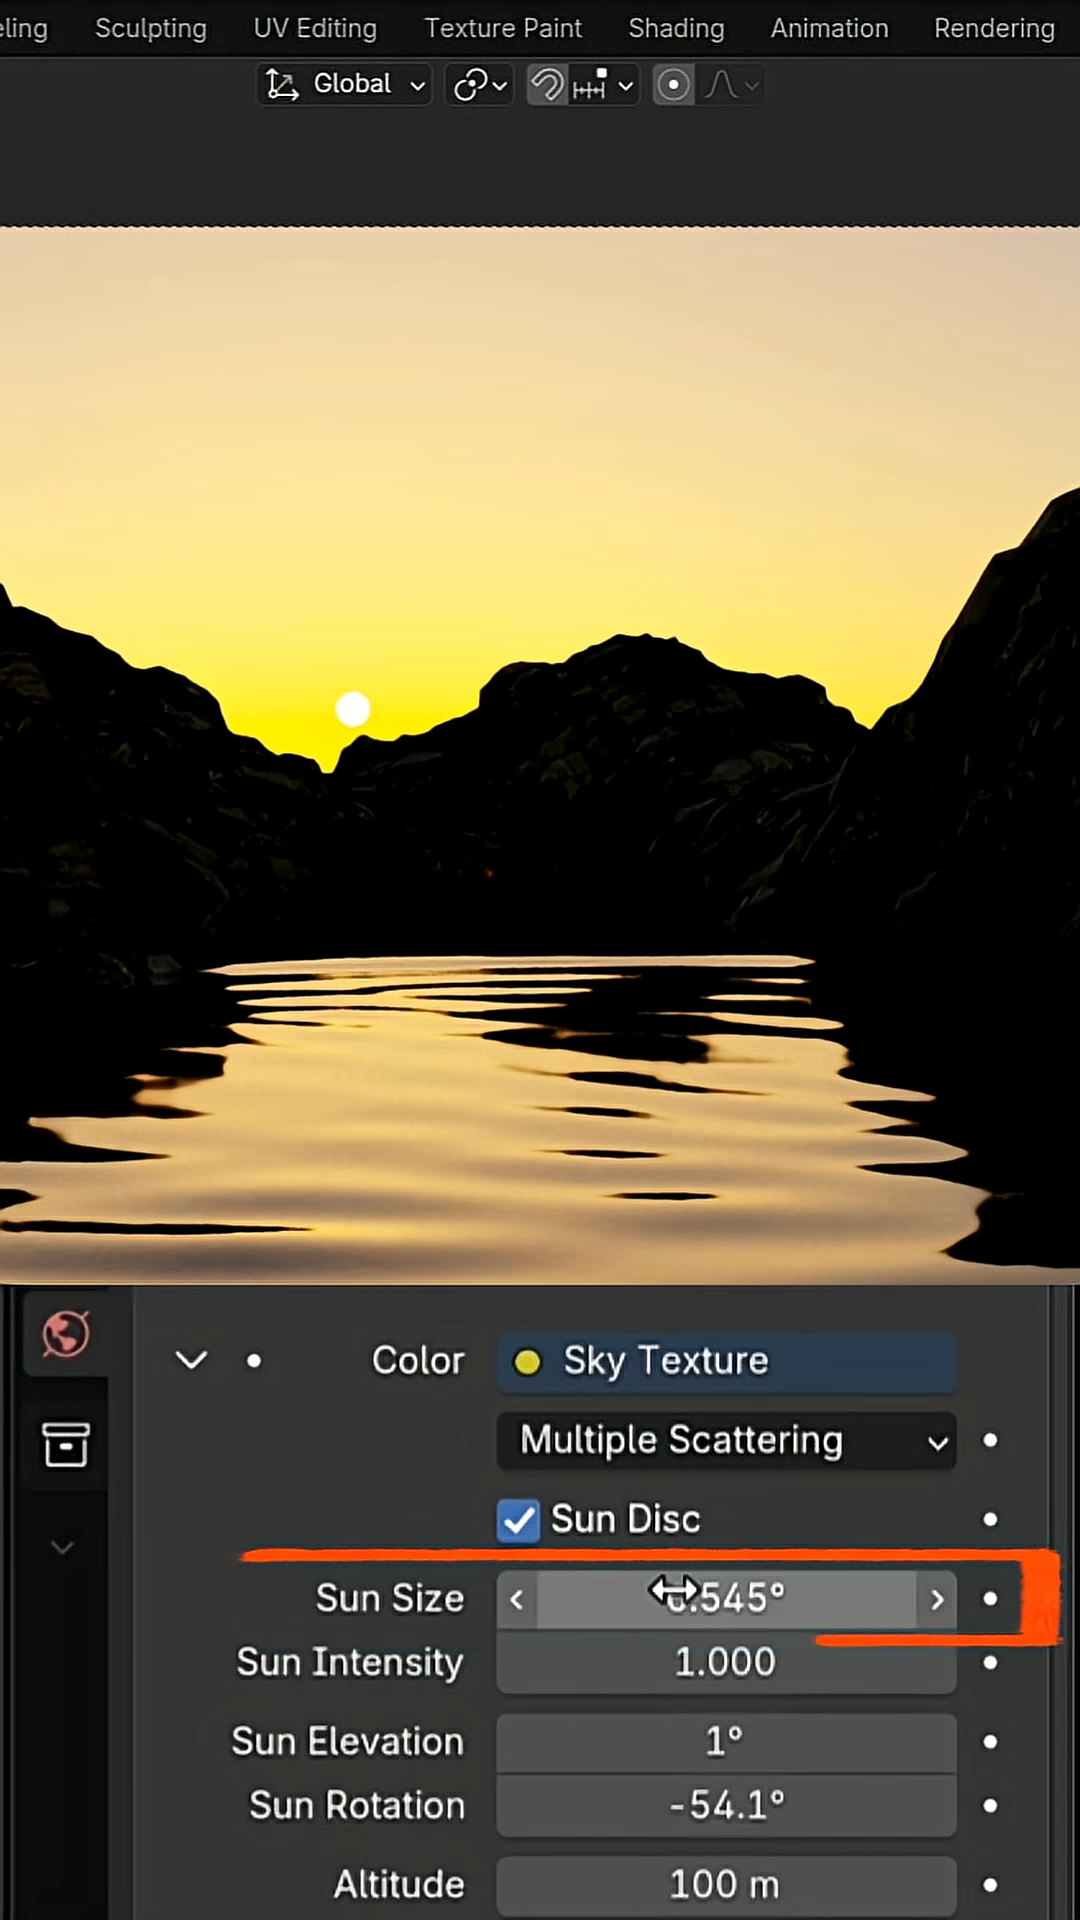 eling Sculpting UV Editing Texture Paint Shading Animation Rendering
Global
Color Sky Texture
Multiple Scattering
Sun Disc
Sun Size .545°
Sun Intensity 1.000
Sun Elevation 1°
Sun Rotation -54.1°
Altitude 100 m